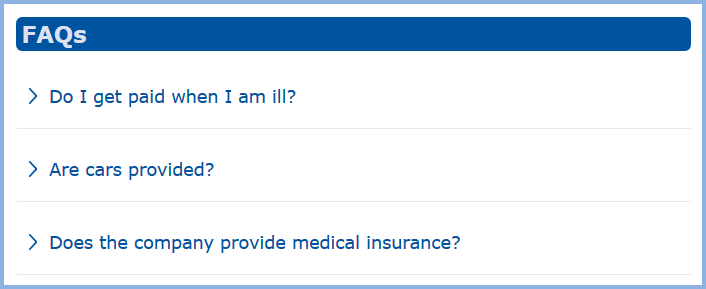 FAQs
Do I get paid when I am ill?
Are cars provided?
Does the company provide medical insurance?